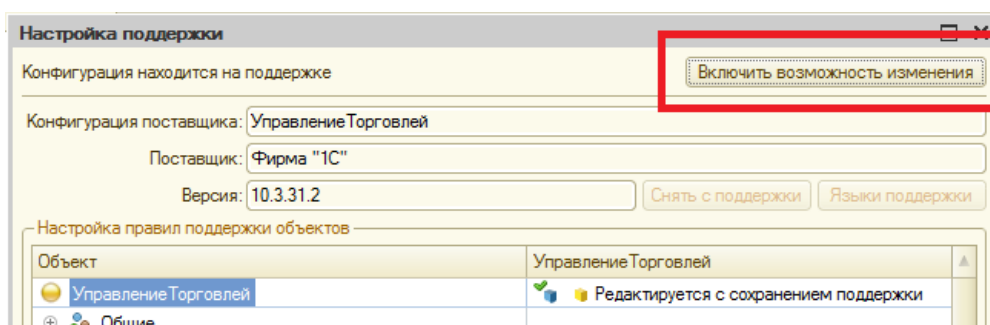 Настройка поддержки
Конфигурация находится на поддержке
Включить возможность изменения
Конфигурация поставщика: УправлениеТорговлей
Поставщик: Фирма "1С"
Версия: 10.3.31.2 Снять с поддержки Языки поддержки
Настройка правил поддержки объектов
Объект УправлениеТорговлей
УправлениеТорговлей Редактируется с сохранением поддержки
Общие